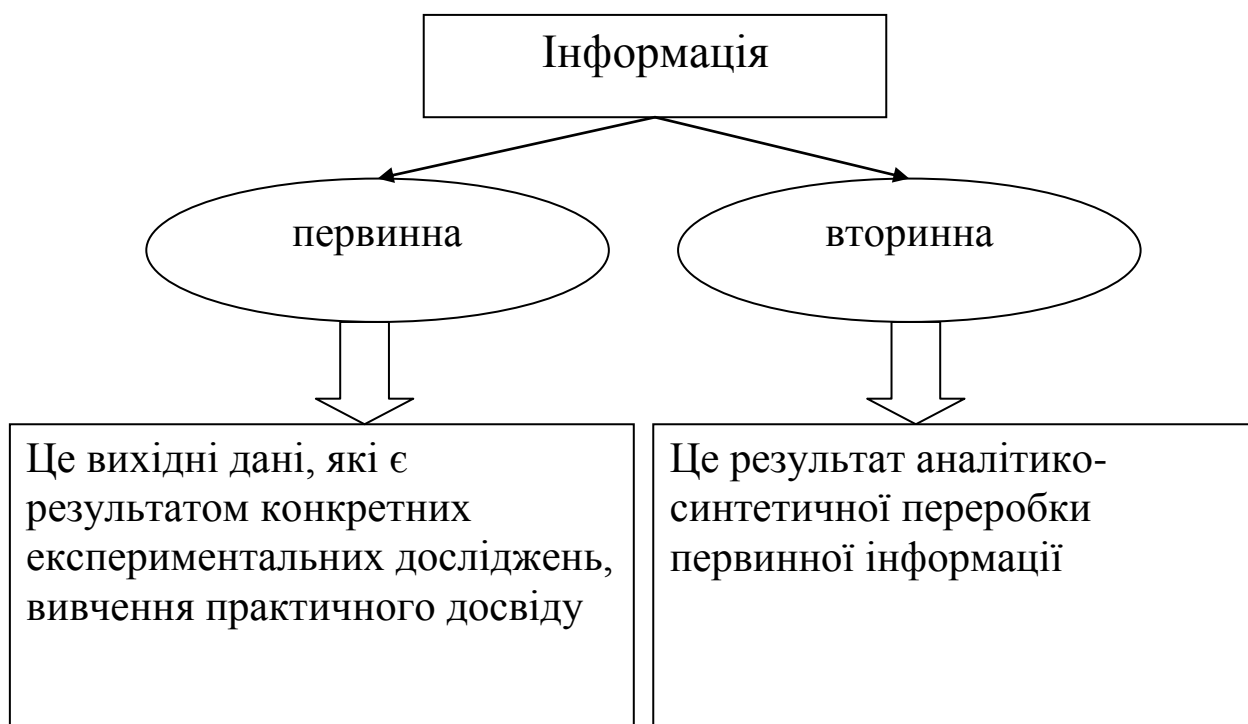 Інформація
первинна
вторинна
Це вихідні дані, які є
результатом конкретних
експериментальних досліджень,
вивчення практичного досвіду
Це результат аналітико-
синтетичної переробки
первинної інформації